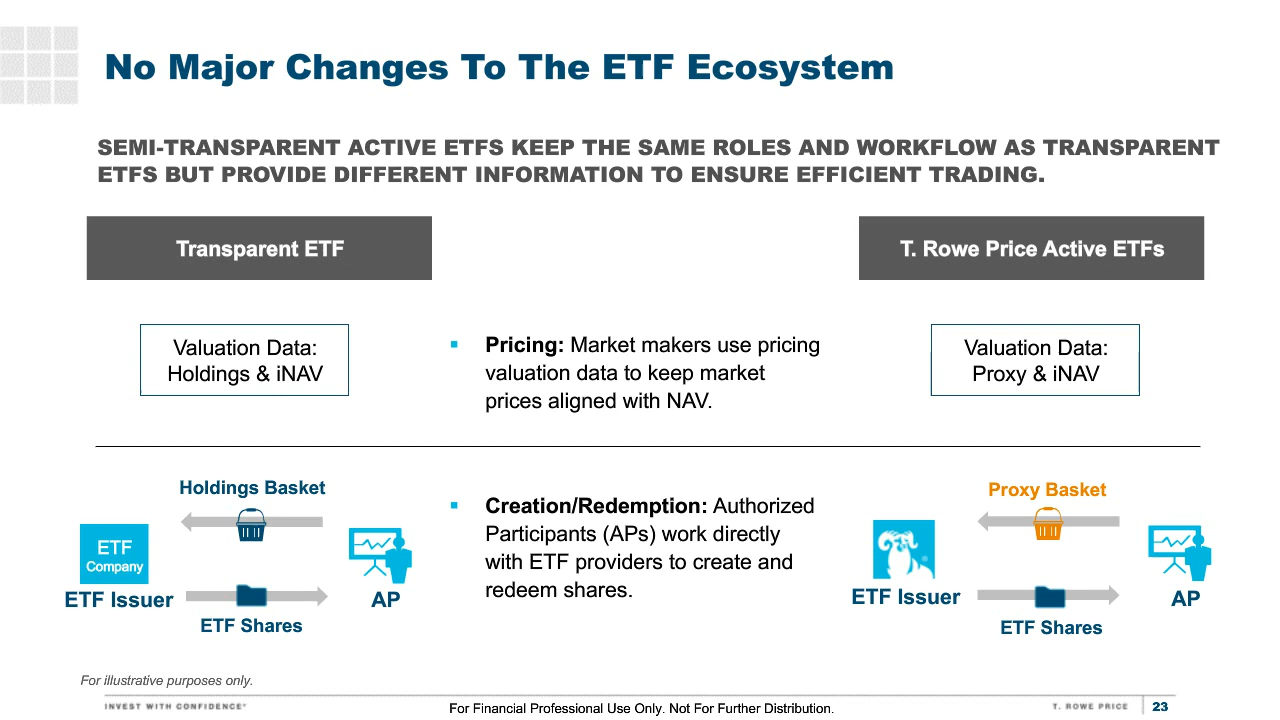 No Major Changes To The ETF Ecosystem
SEMI-TRANSPARENT ACTIVE ETFS KEEP THE SAME ROLES AND WORKFLOW AS TRANSPARENT
ETFS BUT PROVIDE DIFFERENT INFORMATION TO ENSURE EFFICIENT TRADING.
Transparent ETF
T. Rowe Price Active ETFs
Valuation Data:
Holdings & iNAV
▪ Pricing: Market makers use pricing
valuation data to keep market
prices aligned with NAV.
Valuation Data:
Proxy & iNAV
Holdings Basket
ETF
Company
ETF Issuer
AP
ETF Shares
▪ Creation/Redemption: Authorized
Participants (APs) work directly
with ETF providers to create and
redeem shares.
Proxy Basket
ETF Issuer
AP
ETF Shares
For illustrative purposes only.
INVEST WITH CONFIDENCE®
For Financial Professional Use Only. Not For Further Distribution.
T. ROWE PRICE
23